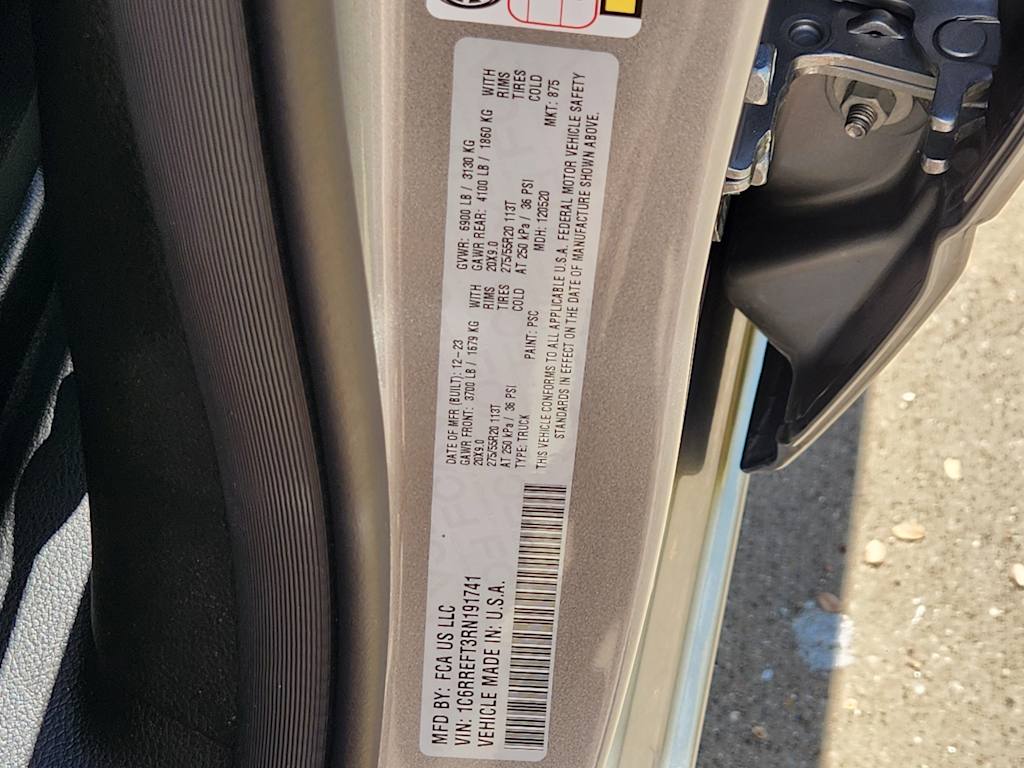 MFD BY: FCA US LLC
VIN: 1C6RREFT3RN191741
VEHICLE MADE IN: U.S.A.
DATE OF MFR (BUILT): 12-23 GVWR: 6900 LB / 3130 KG
GAWR FRONT: 3700 LB / 1679 KG WITH GAWR REAR: 4100 LB / 1860 KG WITH
20X9.0 RIMS 20X9.0 RIMS
275/55R20 113T TIRES 275/55R20 113T TIRES
AT 250 kPa / 36 PSI COLD AT 250 kPa / 36 PSI COLD
TYPE: TRUCK PAINT: PSC MDH: 120520 MKT: 875
THIS VEHICLE CONFORMS TO ALL APPLICABLE U.S.A. FEDERAL MOTOR VEHICLE SAFETY
STANDARDS IN EFFECT ON THE DATE OF MANUFACTURE SHOWN ABOVE.